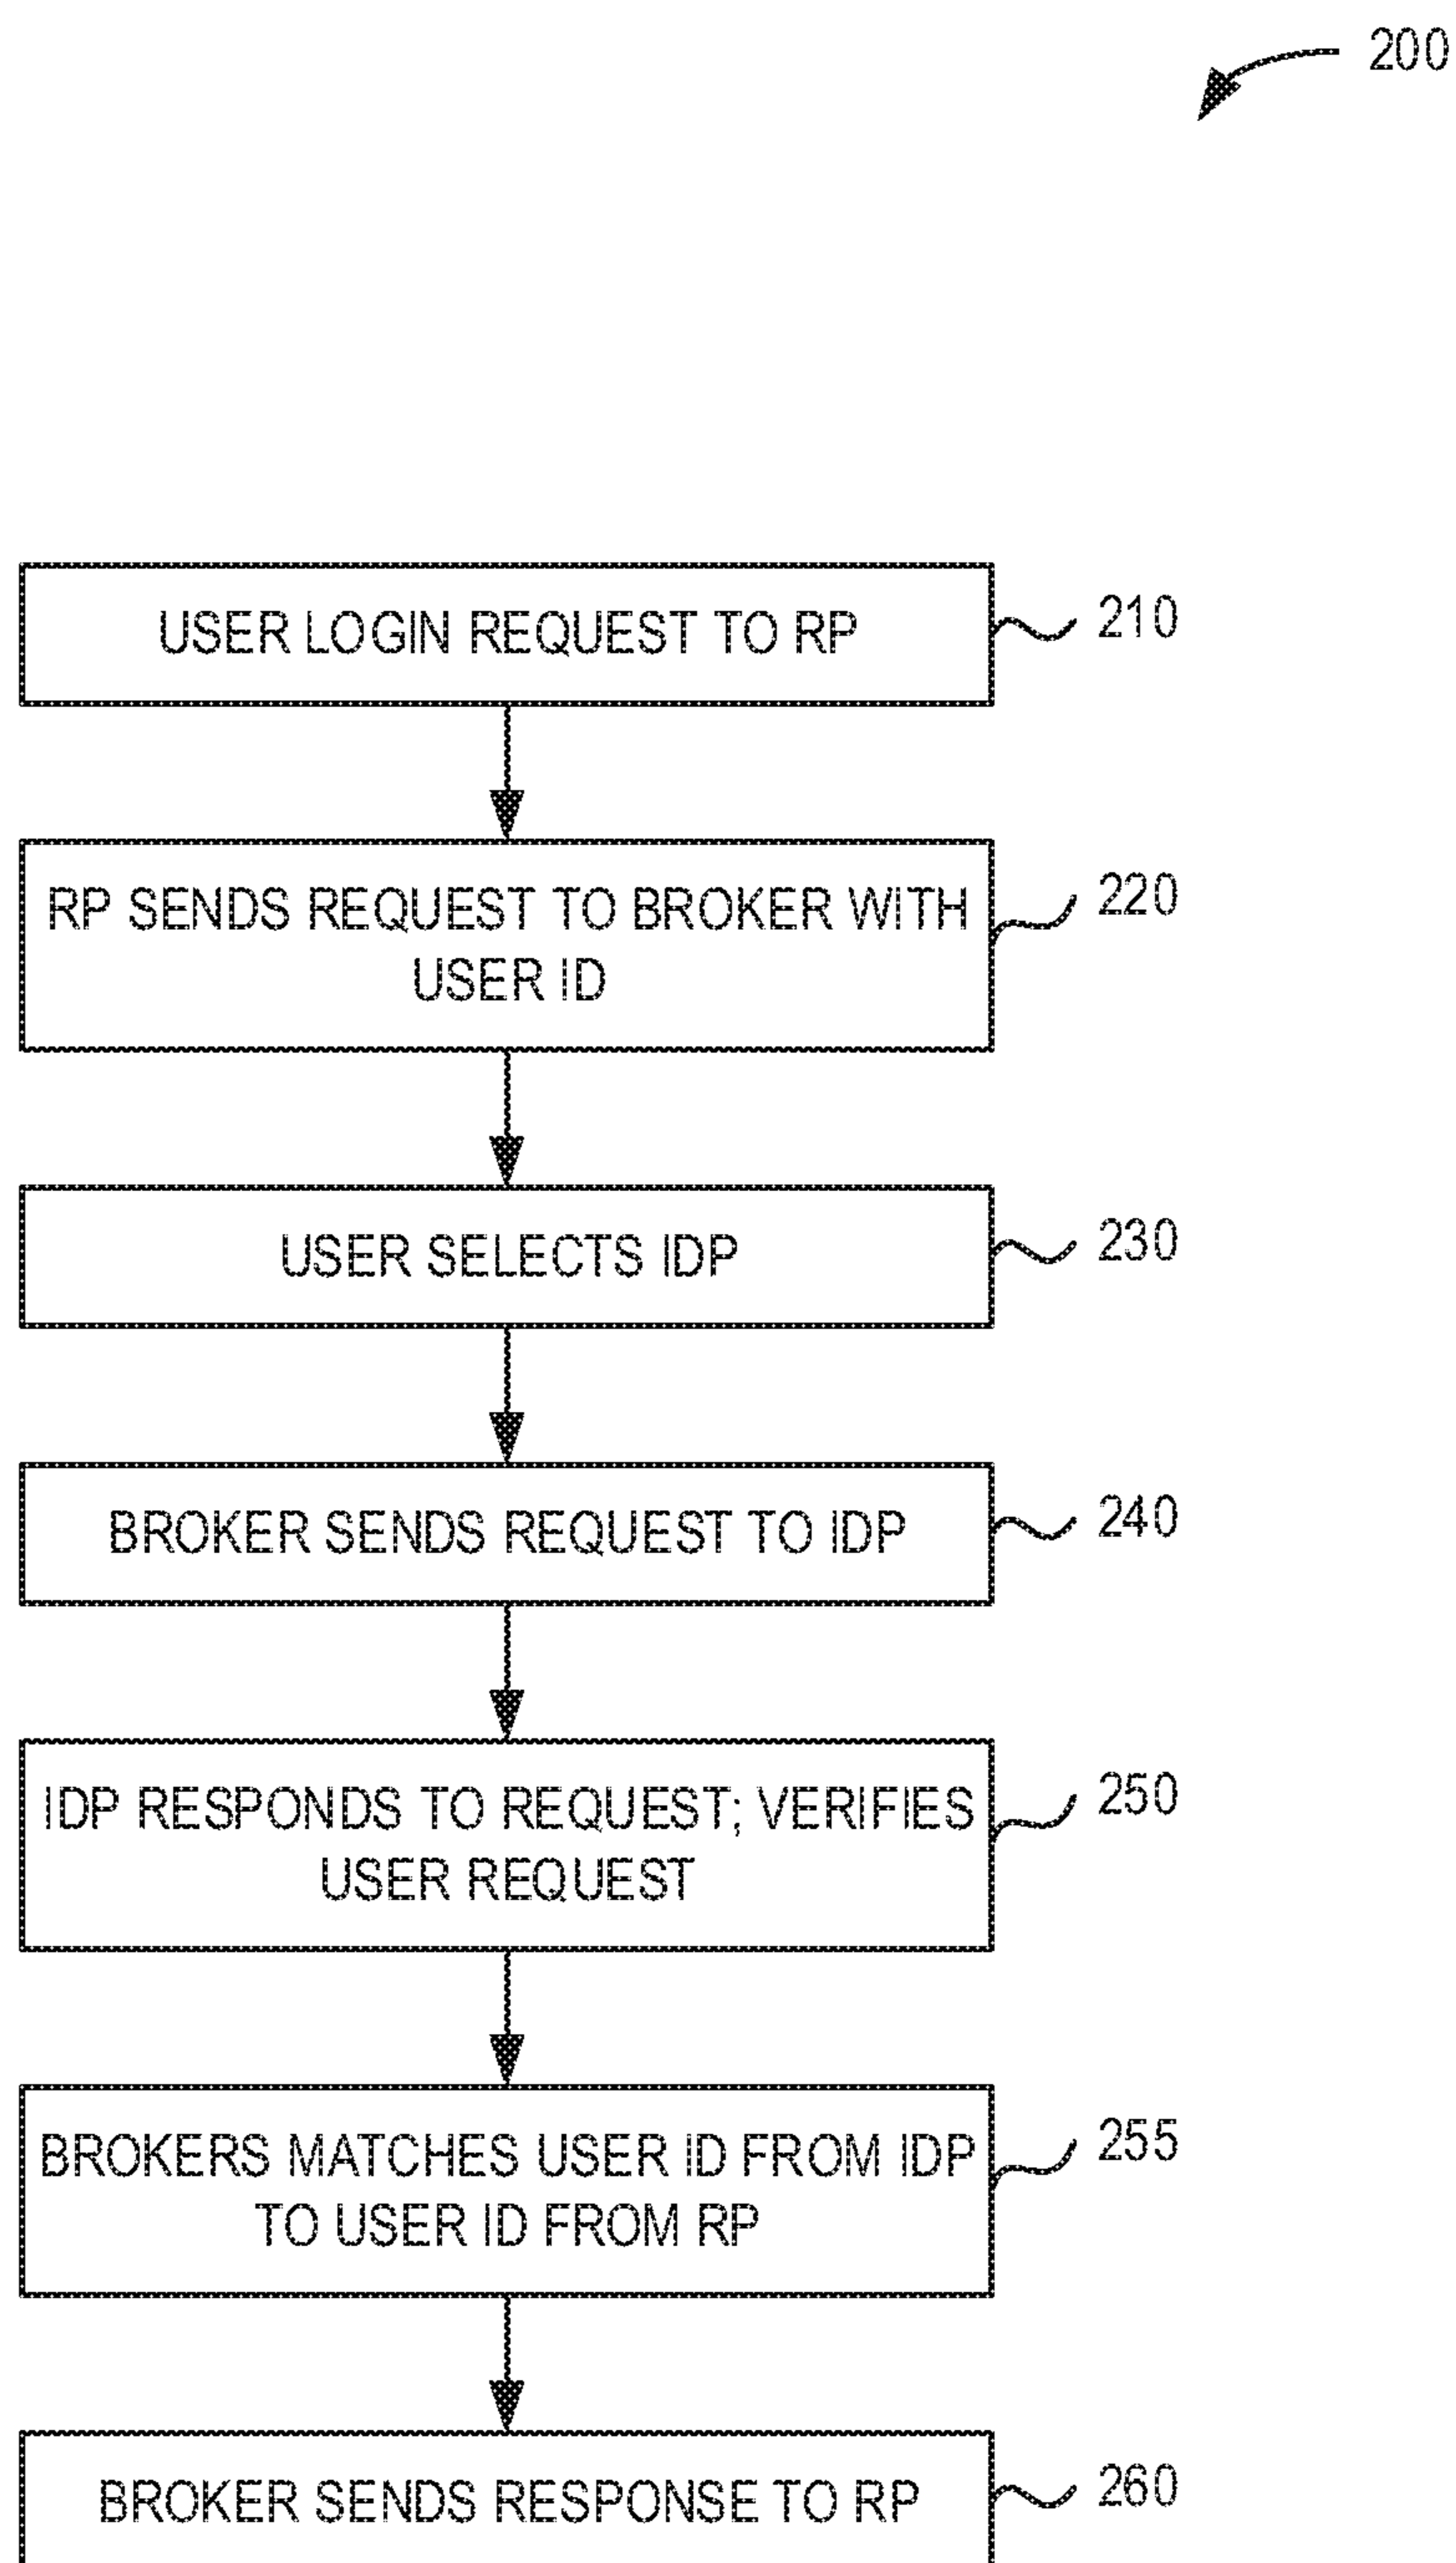 200
USER LOGIN REQUEST TO RP
210
RP SENDS REQUEST TO BROKER WITH
USER ID
220
USER SELECTS IDP
230
BROKER SENDS REQUEST TO IDP
240
IDP RESPONDS TO REQUEST; VERIFIES
USER REQUEST
250
BROKERS MATCHES USER ID FROM IDP
TO USER ID FROM RP
255
BROKER SENDS RESPONSE TO RP
260